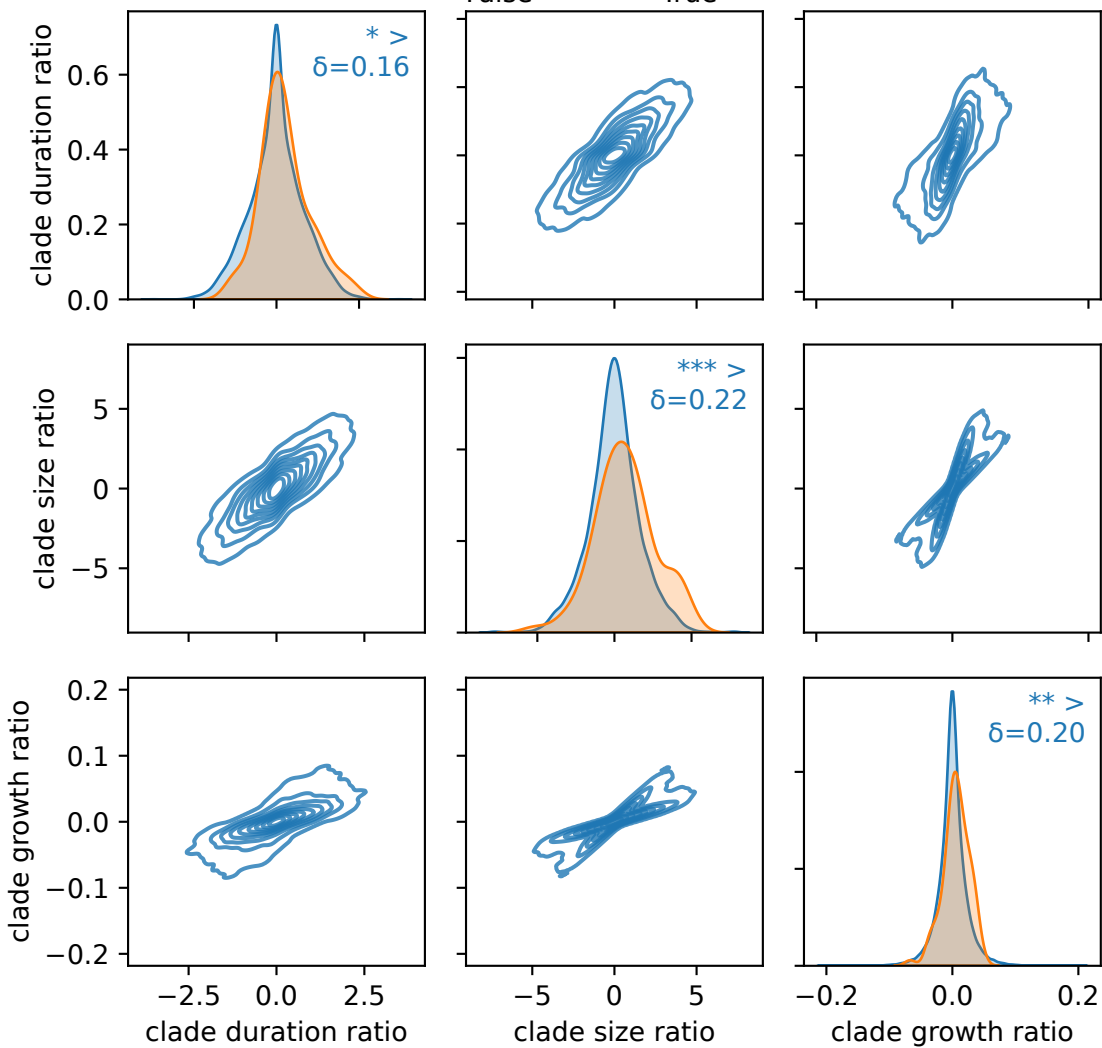 True
clade duration ratio
0.6
0.4
0.2
0.0
* >
δ=0.16
clade size ratio
5
0
−5
*** >
δ=0.22
clade growth ratio
0.2
0.1
0.0
−0.1
−0.2
** >
δ=0.20
−2.5 0.0 2.5
−5 0 5
−0.2 0.0 0.2
clade duration ratio
clade size ratio
clade growth ratio